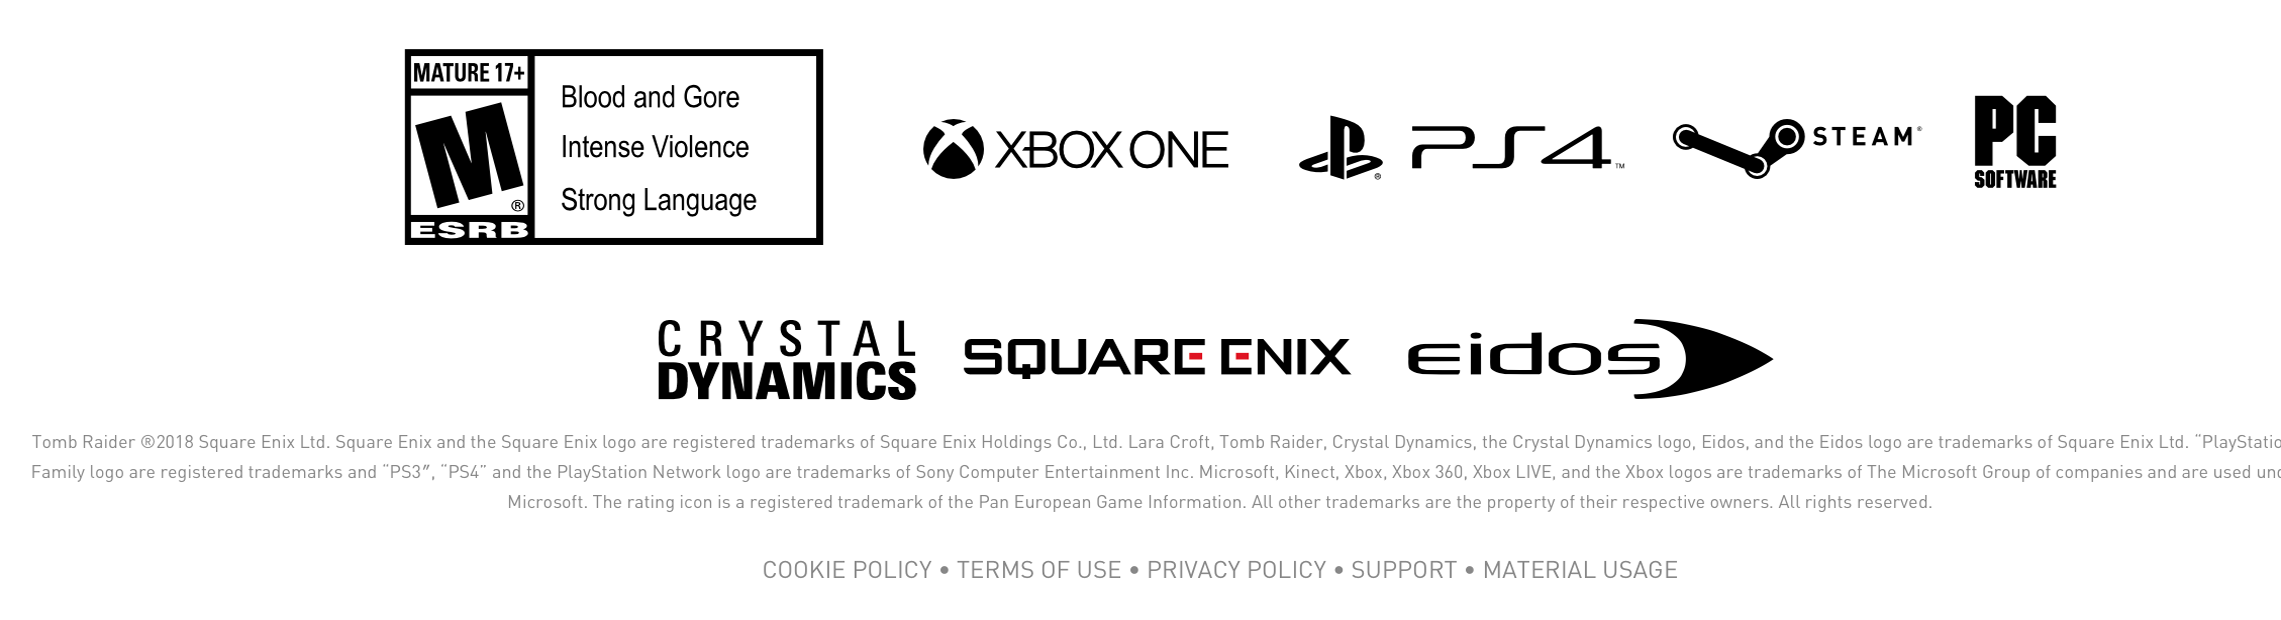 MATURE 17+
M®
ESRB
Blood and Gore
Intense Violence
Strong Language
XBOX ONE
® PS4™
STEAM®
PC
SOFTWARE
CRYSTAL
DYNAMICS
SQUARE ENIX
eidos
Tomb Raider ®2018 Square Enix Ltd. Square Enix and the Square Enix logo are registered trademarks of Square Enix Holdings Co., Ltd. Lara Croft, Tomb Raider, Crystal Dynamics, the Crystal Dynamics logo, Eidos, and the Eidos logo are trademarks of Square Enix Ltd.
Family logo are registered trademarks and “PS3″, “PS4” and the PlayStation Network logo are trademarks of Sony Computer Entertainment Inc. Microsoft, Kinect, Xbox, Xbox 360, Xbox LIVE, and the Xbox logos are trademarks of The Microsoft Group of companies and are used
Microsoft. The rating icon is a registered trademark of the Pan European Game Information. All other trademarks are the property of their respective owners. All rights reserved.
COOKIE POLICY • TERMS OF USE • PRIVACY POLICY • SUPPORT • MATERIAL USAGE